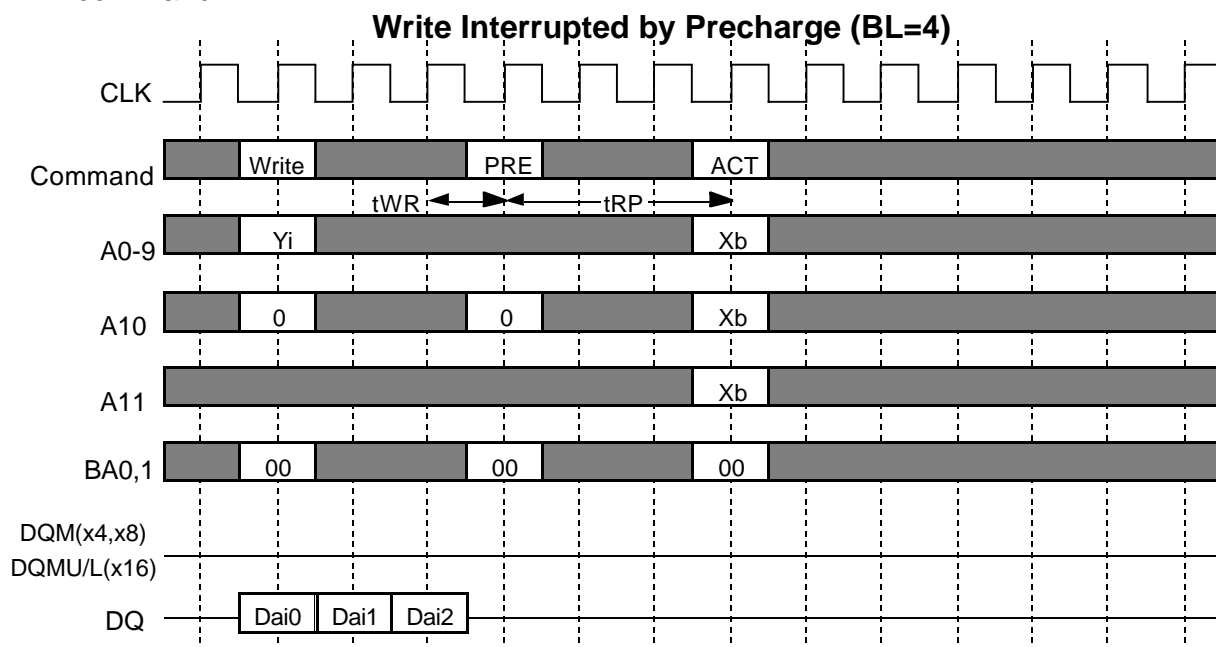 Write Interrupted by Precharge (BL=4)
CLK
Command Write PRE ACT
tWR tRP
A0-9 Yi Xb
A10 0 0 Xb
A11 Xb
BA0,1 00 00 00
DQM(x4,x8)
DQMU/L(x16)
DQ Dai0 Dai1 Dai2